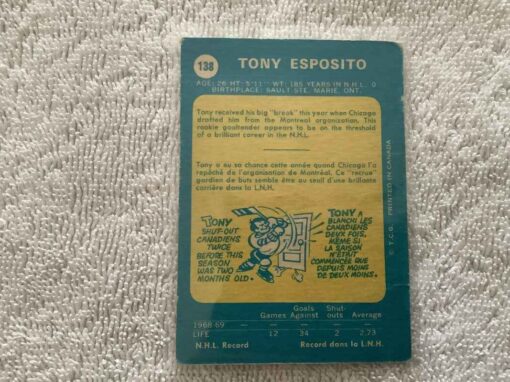 138
TONY ESPOSITO
AGE: 26 HT-5'11" WT: 185 YEARS IN N.H.L. 0
BIRTHPLACE: SAULT STE. MARIE, ONT.
Tony received his big "break" this year when Chicago
drafted him from the Montreal organization. This
rookie goaltender appears to be on the threshold
of a brilliant career in the N.H.L.
Tony a eu sa chance cette année quand Chicago l'a
repêché de l'organisation de Montréal. Ce "recrue"
gardien de buts semble être au seuil d'une brillante
carrière dans la L.N.H.
TONY
SHUT-OUT
CANADIENS
TWICE
BEFORE THIS
SEASON
WAS TWO
MONTHS OLD.
TONY A
BLANCHI LES
CANADIENS
DEUX FOIS,
MÊME SI
LA SAISON
N'ÉTAIT
COMMENCÉE QUE
DEPUIS MOINS
DE DEUX MOINS.
T.C.G. PRINTED IN CANADA
Games Goals Against Shut-outs Average
1968-69 — — — —
LIFE 12 34 2 2.73
N.H.L. Record Record dans la L.N.H.